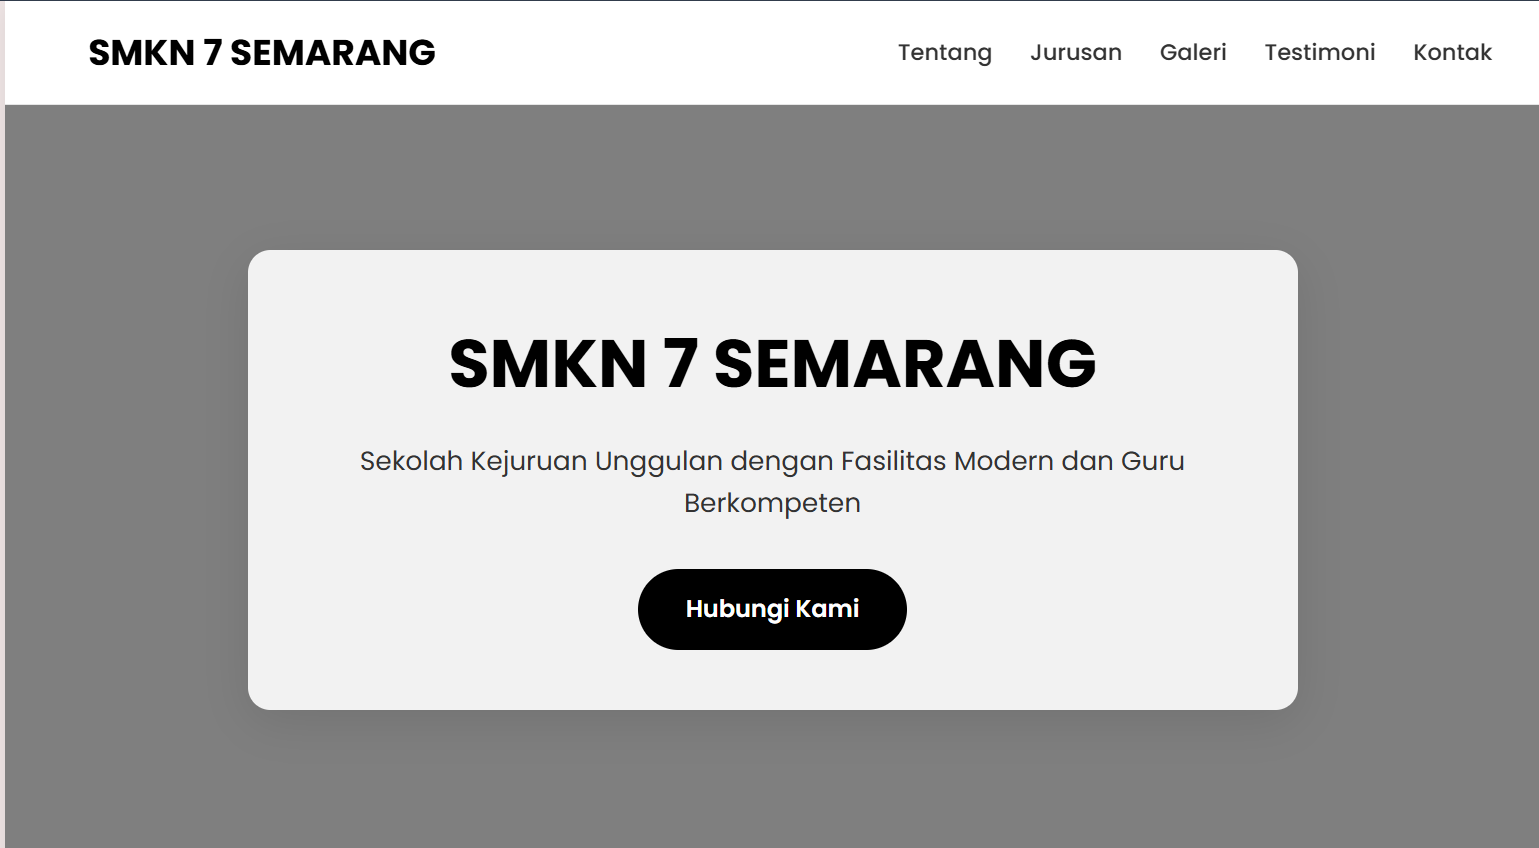 SMKN 7 SEMARANG
Tentang Jurusan Galeri Testimoni Kontak
SMKN 7 SEMARANG
Sekolah Kejuruan Unggulan dengan Fasilitas Modern dan Guru
Berkompeten
Hubungi Kami